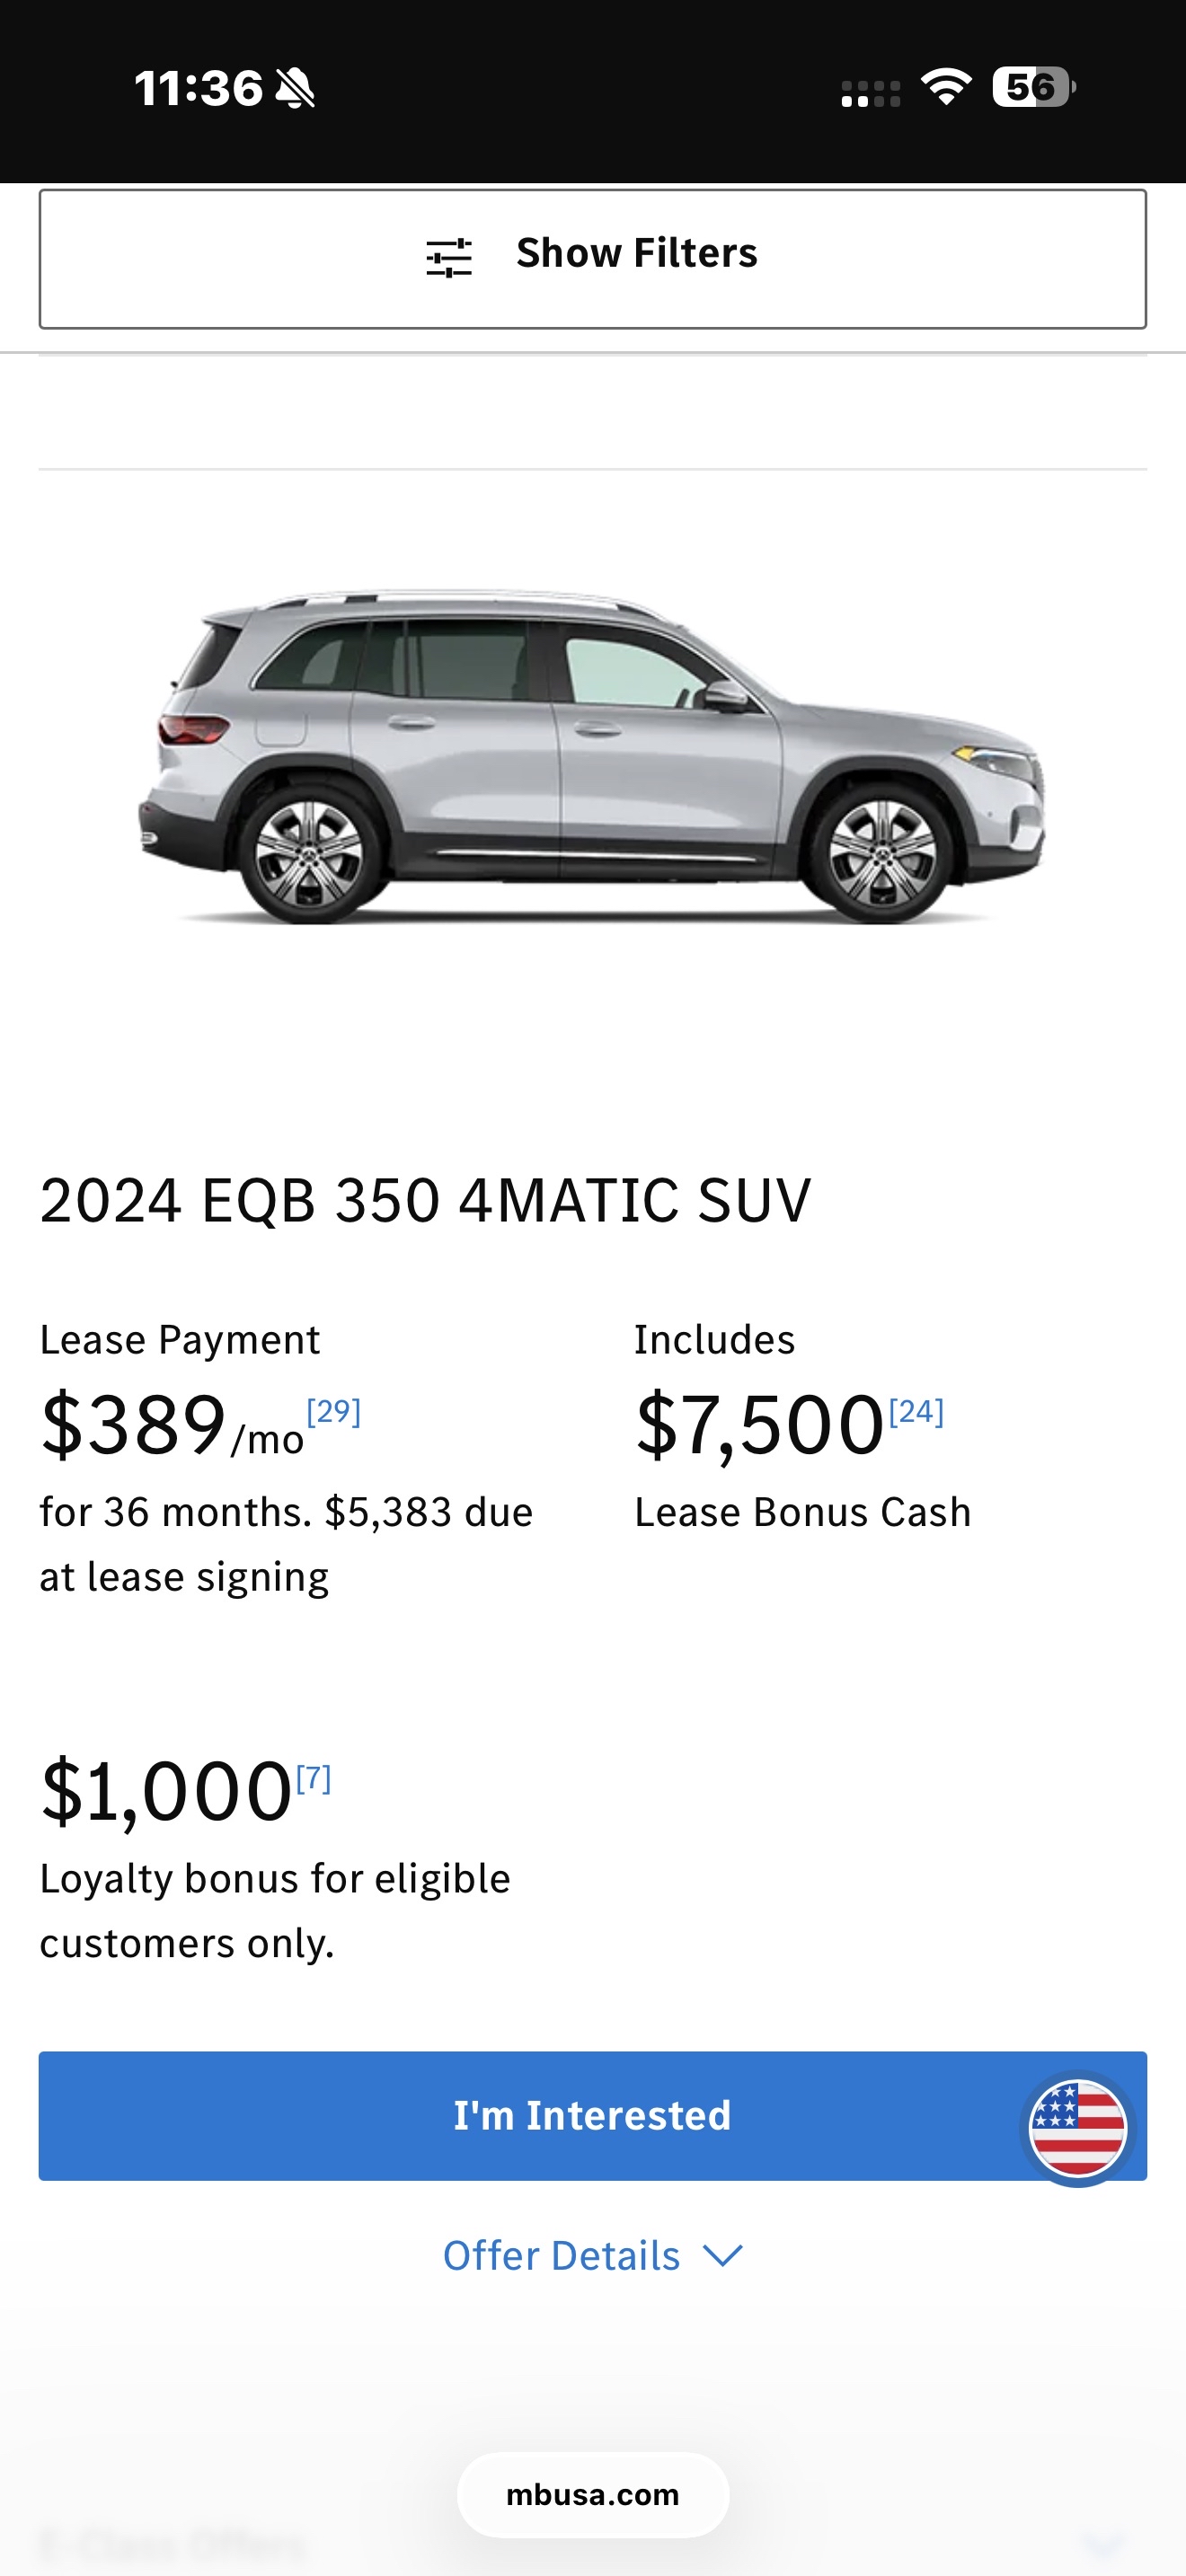 11:36
56
Show Filters
2024 EQB 350 4MATIC SUV
Lease Payment
$389/mo[29]
for 36 months. $5,383 due
at lease signing
Includes
$7,500[24]
Lease Bonus Cash
$1,000[7]
Loyalty bonus for eligible
customers only.
I'm Interested
Offer Details
mbusa.com
E-Class Offers